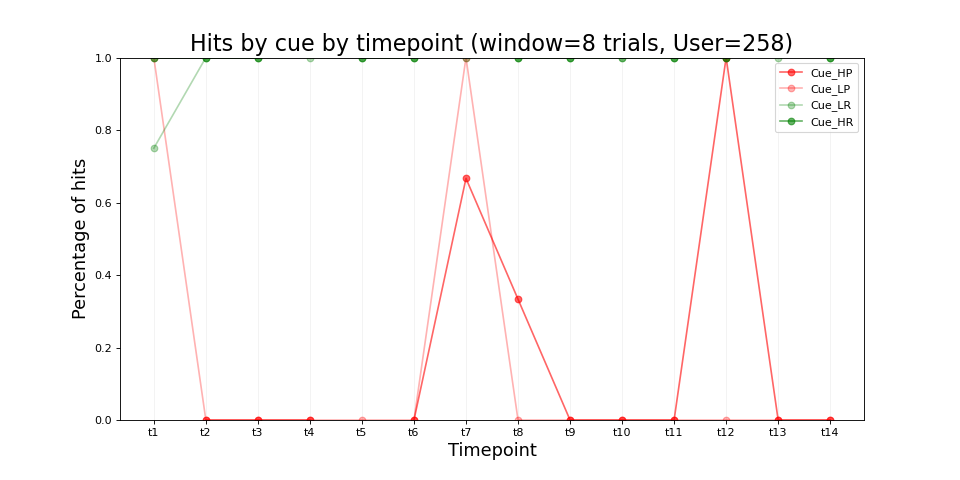 Hits by cue by timepoint (window=8 trials, User=258)
Percentage of hits
1.0
0.8
0.6
0.4
0.2
0.0
Cue_HP
Cue_LP
Cue_LR
Cue_HR
t1 t2 t3 t4 t5 t6 t7 t8 t9 t10 t11 t12 t13 t14
Timepoint